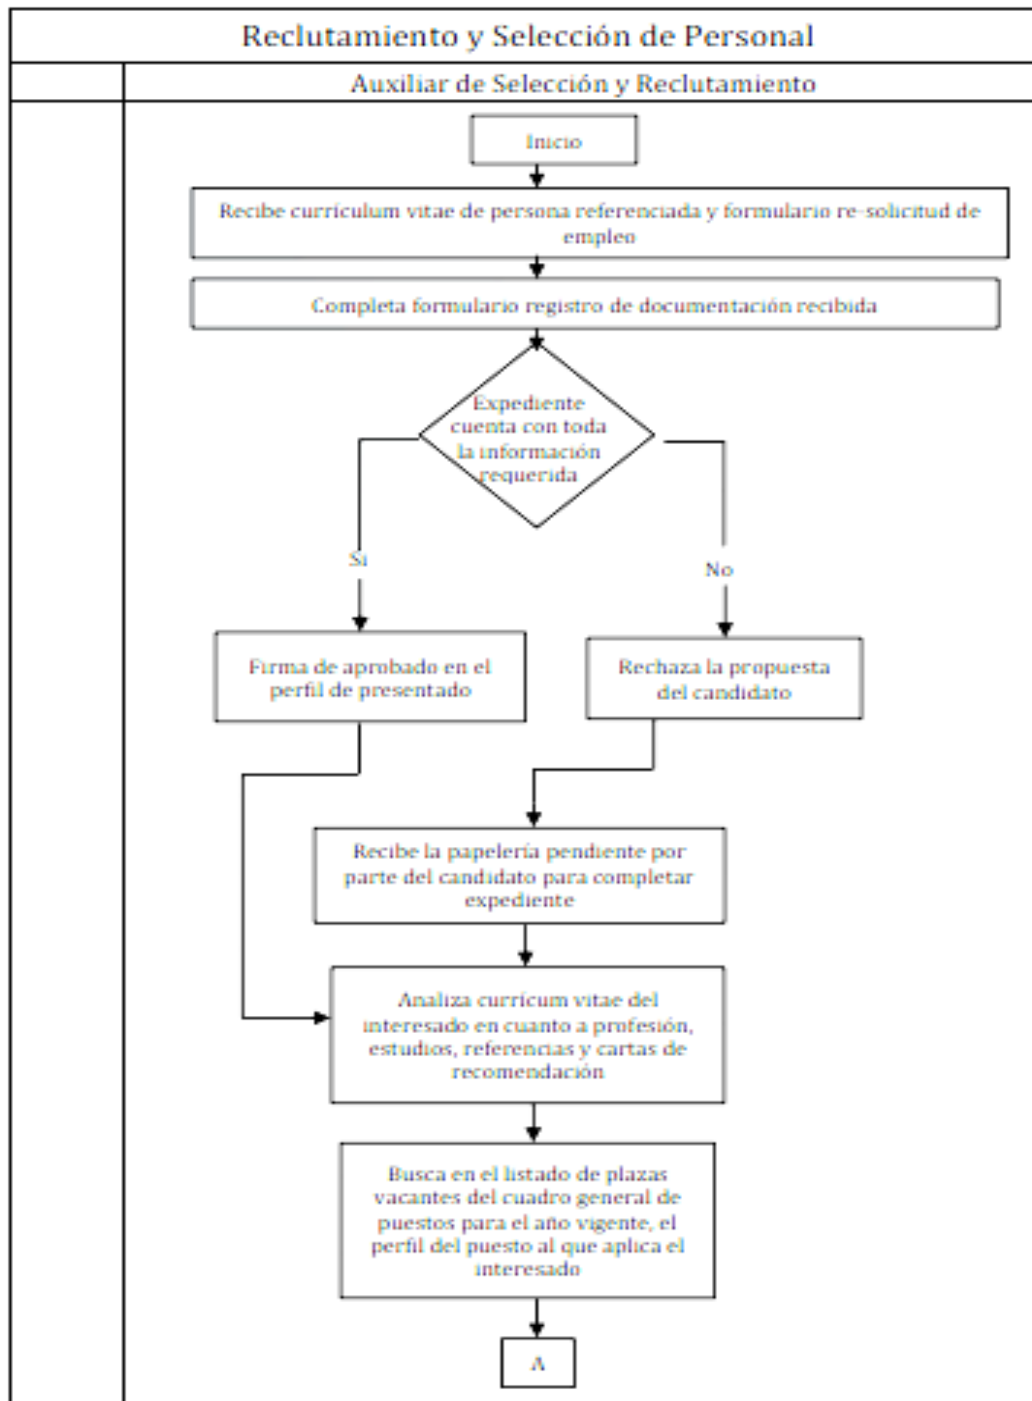 Reclutamiento y Selección de Personal
Auxiliar de Selección y Reclutamiento
Inicio
Recibe currículum vitae de persona referenciada y formulario re-solicitud de
empleo
Completa formulario registro de documentación recibida
Expediente
cuenta con toda
la información
requerida
Si
No
Firma de aprobado en el
perfil de presentado
Rechaza la propuesta
del candidato
Recibe la papelería pendiente por
parte del candidato para completar
expediente
Analiza currícum vitae del
interesado en cuanto a profesión,
estudios, referencias y cartas de
recomendación
Busca en el listado de plazas
vacantes del cuadro general de
puestos para el año vigente, el
perfil del puesto al que aplica el
interesado
A